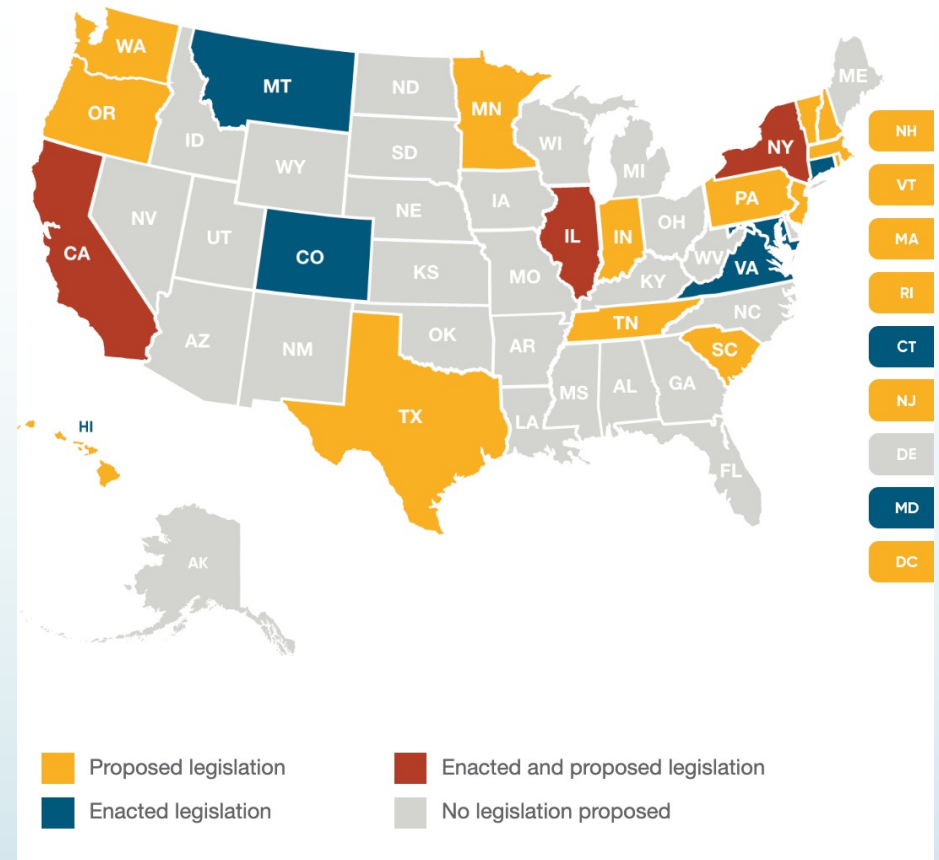 WA
MT
ND
MN
ME
OR
ID
SD
WI
NY
NH
WY
MI
VT
NE
IA
PA
NV
UT
IL
IN
OH
MA
CA
CO
KS
MO
WV
VA
KY
RI
NC
TN
AZ
NM
OK
AR
SC
CT
MS
AL
GA
NJ
TX
LA
HI
DE
FL
MD
AK
DC
Proposed legislation
Enacted and proposed legislation
Enacted legislation
No legislation proposed